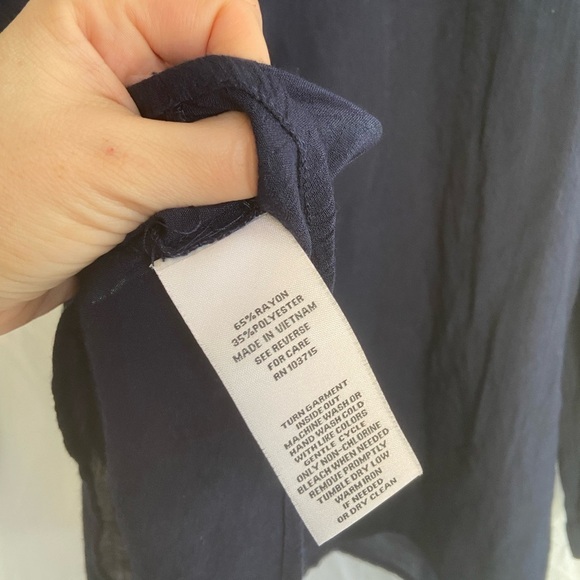 65% RAYON
35% POLYESTER
MADE IN VIETNAM
SEE REVERSE
FOR CARE
RN 103715
TURN GARMENT
INSIDE OUT
MACHINE WASH OR
HAND WASH COLD
WITH LIKE COLORS
GENTLE CYCLE
ONLY NON-CHLORINE
BLEACH WHEN NEEDED
REMOVE PROMPTLY
TUMBLE DRY LOW
WARM IRON
IF NEEDED
OR DRY CLEAN